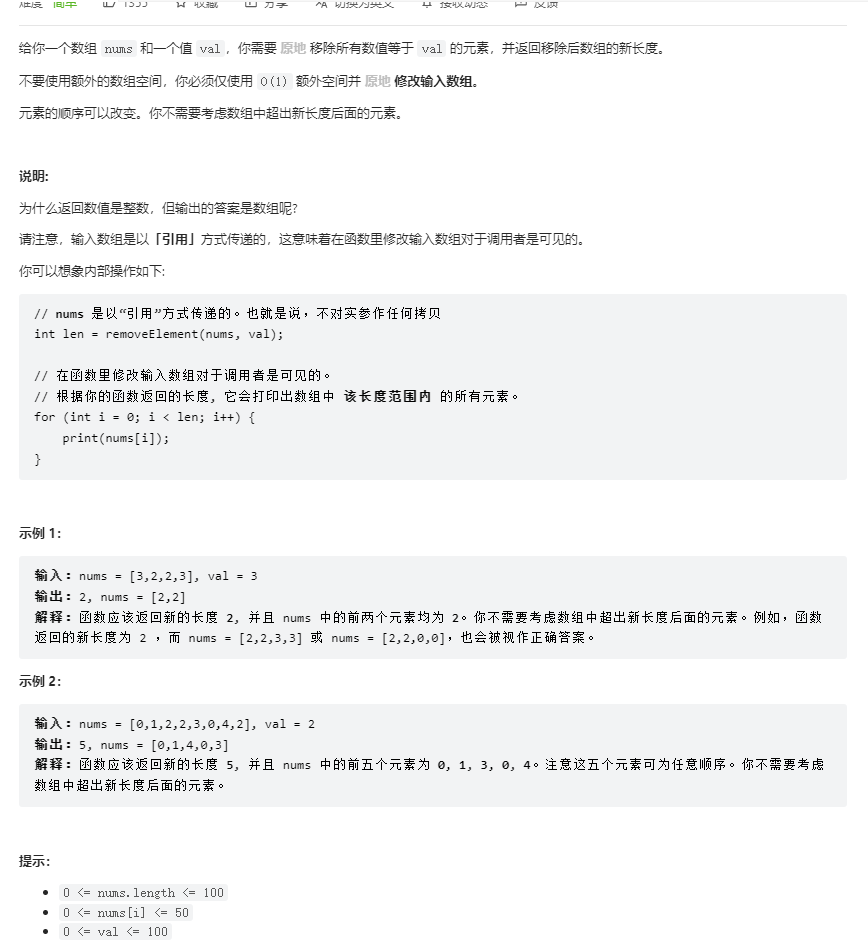 难度 简单 1355 收藏 分享 切换为英文 接收动态 反馈
给你一个数组 nums 和一个值 val，你需要 原地 移除所有数值等于 val 的元素，并返回移除后数组的新长度。
不要使用额外的数组空间，你必须仅使用 O(1) 额外空间并 原地 修改输入数组。
元素的顺序可以改变。你不需要考虑数组中超出新长度后面的元素。
说明:
为什么返回数值是整数，但输出的答案是数组呢?
请注意，输入数组是以「引用」方式传递的，这意味着在函数里修改输入数组对于调用者是可见的。
你可以想象内部操作如下:
// nums 是以“引用”方式传递的。也就是说，不对实参作任何拷贝
int len = removeElement(nums, val);
// 在函数里修改输入数组对于调用者是可见的。
// 根据你的函数返回的长度, 它会打印出数组中 该长度范围内 的所有元素。
for (int i = 0; i < len; i++) {
    print(nums[i]);
}
示例 1：
输入：nums = [3,2,2,3], val = 3
输出：2, nums = [2,2]
解释：函数应该返回新的长度 2, 并且 nums 中的前两个元素均为 2。你不需要考虑数组中超出新长度后面的元素。例如，函数
返回的新长度为 2 ，而 nums = [2,2,3,3] 或 nums = [2,2,0,0]，也会被视作正确答案。
示例 2：
输入：nums = [0,1,2,2,3,0,4,2], val = 2
输出：5, nums = [0,1,4,0,3]
解释：函数应该返回新的长度 5, 并且 nums 中的前五个元素为 0, 1, 3, 0, 4。注意这五个元素可为任意顺序。你不需要考虑
数组中超出新长度后面的元素。
提示：
0 <= nums.length <= 100
0 <= nums[i] <= 50
0 <= val <= 100